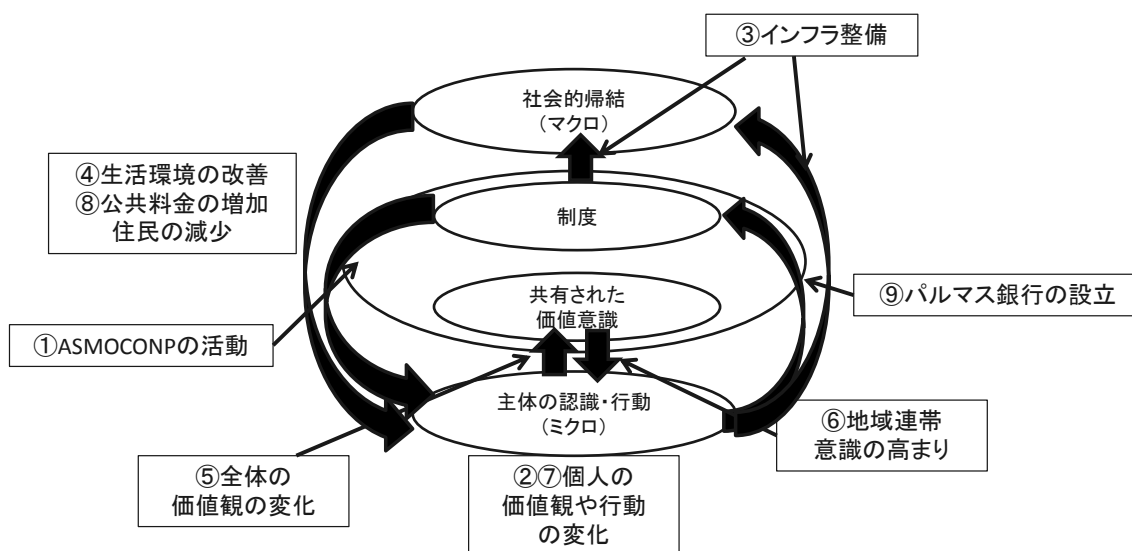 ③インフラ整備
社会的帰結
(マクロ)
④生活環境の改善
⑧公共料金の増加
住民の減少
制度
共有された
価値意識
⑨パルマス銀行の設立
①ASMOCONPの活動
主体の認識・行動
(ミクロ)
⑥地域連帯
意識の高まり
⑤全体の
価値観の変化
②⑦個人の
価値観や行動
の変化